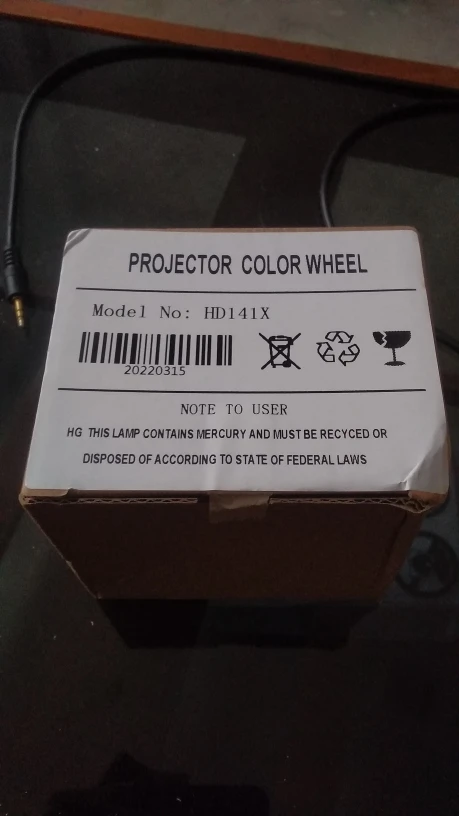 PROJECTOR COLOR WHEEL
Model No: HD141X
20220315
NOTE TO USER
HG THIS LAMP CONTAINS MERCURY AND MUST BE RECYCED OR
DISPOSED OF ACCORDING TO STATE OF FEDERAL LAWS